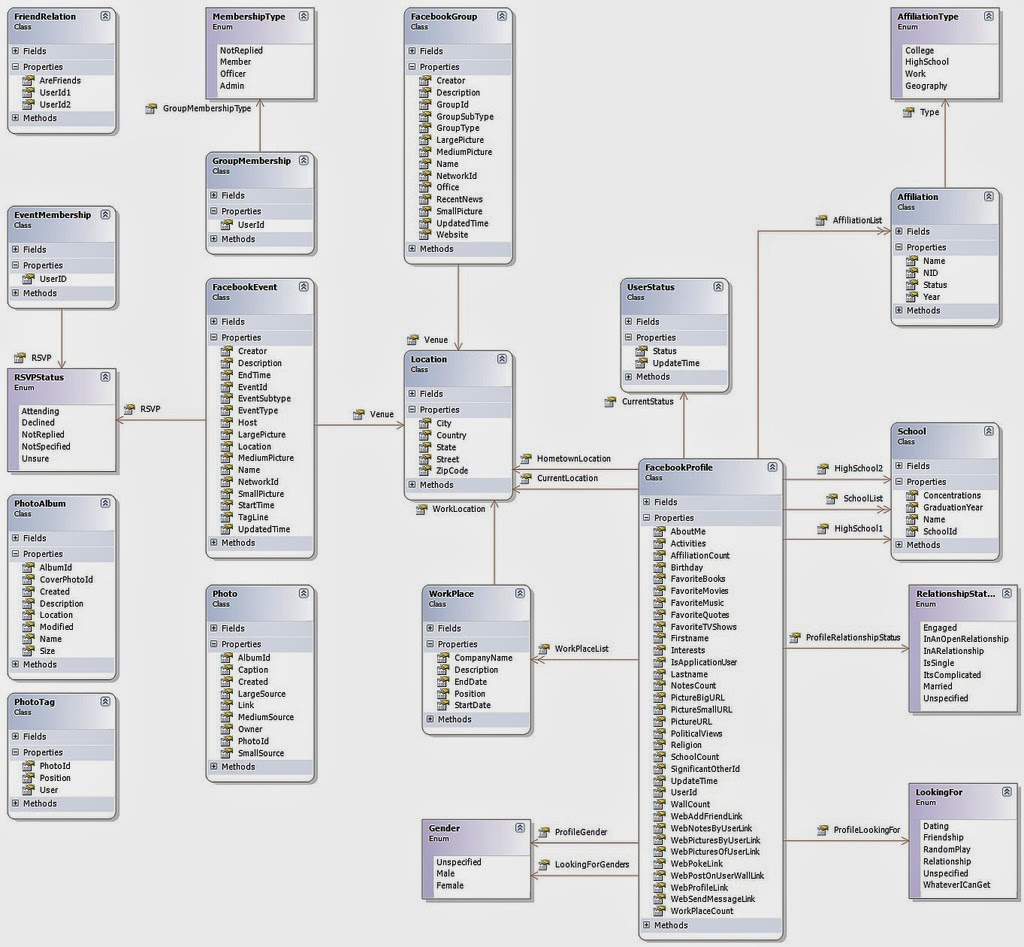 FriendRelation
Class
Fields
Properties
AreFriends
UserId1
UserId2
Methods
MembershipType
Enum
NotReplied
Member
Officer
Admin
GroupMembershipType
GroupMembership
Class
Fields
Properties
UserId
Methods
FacebookGroup
Class
Fields
Properties
Creator
Description
GroupId
GroupSubType
GroupType
LargePicture
MediumPicture
Name
NetworkId
Office
RecentNews
SmallPicture
UpdatedTime
Website
Methods
AffiliationType
Enum
College
HighSchool
Work
Geography
Type
Affiliation
Class
Fields
Properties
Name
NID
Status
Year
Methods
AffiliationList
EventMembership
Class
Fields
Properties
UserID
Methods
RSVP
RSVPStatus
Enum
Attending
Declined
NotReplied
NotSpecified
Unsure
RSVP
FacebookEvent
Class
Fields
Properties
Creator
Description
EndTime
EventId
EventSubtype
EventType
Host
LargePicture
Location
MediumPicture
Name
NetworkId
SmallPicture
StartTime
TagLine
UpdatedTime
Methods
Venue
Venue
Location
Class
Fields
Properties
City
Country
State
Street
ZipCode
Methods
WorkLocation
HometownLocation
CurrentLocation
UserStatus
Class
Fields
Properties
Status
UpdateTime
Methods
CurrentStatus
FacebookProfile
Class
Fields
Properties
AboutMe
Activities
AffiliationCount
Birthday
FavoriteBooks
FavoriteMovies
FavoriteMusic
FavoriteQuotes
FavoriteTVShows
Firstname
Interests
IsApplicationUser
Lastname
NotesCount
PictureBigURL
PictureSmallURL
PictureURL
PoliticalViews
Religion
SchoolCount
SignificantOtherId
UpdateTime
UserId
WallCount
WebAddFriendLink
WebNotesByUserLink
WebPicturesByUserLink
WebPicturesOfUserLink
WebPokeLink
WebPostOnUserWallLink
WebProfileLink
WebSendMessageLink
WorkPlaceCount
Methods
HighSchool2
SchoolList
HighSchool1
School
Class
Fields
Properties
Concentrations
GraduationYear
Name
SchoolId
Methods
PhotoAlbum
Class
Fields
Properties
AlbumId
CoverPhotoId
Created
Description
Location
Modified
Name
Size
Methods
Photo
Class
Fields
Properties
AlbumId
Caption
Created
LargeSource
Link
MediumSource
Owner
PhotoId
SmallSource
Methods
WorkPlace
Class
Fields
Properties
CompanyName
Description
EndDate
Position
StartDate
Methods
WorkPlaceList
ProfileRelationshipStatus
RelationshipStat...
Enum
Engaged
InAnOpenRelationship
InARelationship
IsSingle
ItsComplicated
Married
Unspecified
PhotoTag
Class
Fields
Properties
PhotoId
Position
User
Methods
Gender
Enum
Unspecified
Male
Female
ProfileGender
LookingForGenders
ProfileLookingFor
LookingFor
Enum
Dating
Friendship
RandomPlay
Relationship
Unspecified
WhateverICanGet